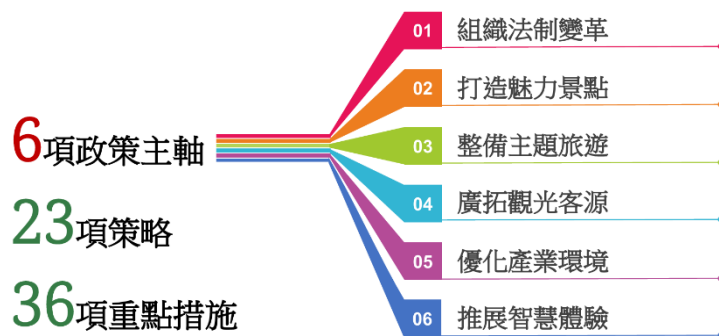 6項政策主軸
23項策略
36項重點措施
01 組織法制變革
02 打造魅力景點
03 整備主題旅遊
04 廣拓觀光客源
05 優化產業環境
06 推展智慧體驗